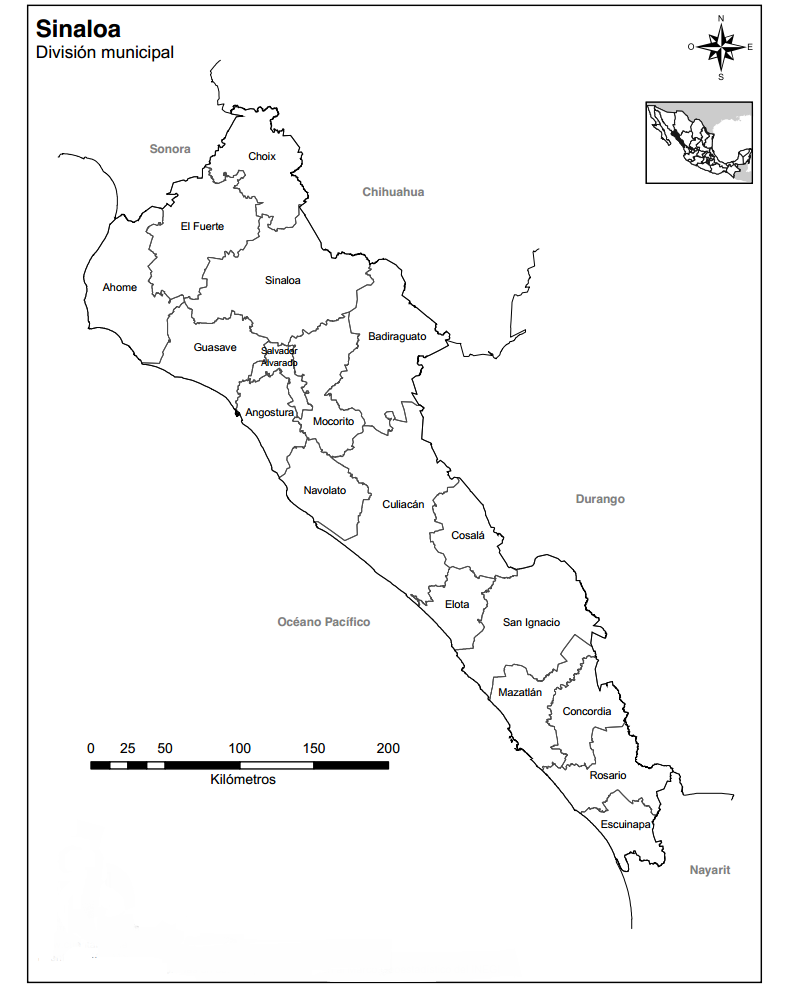 Sinaloa
División municipal
N
O
E
S
Sonora
Choix
Chihuahua
El Fuerte
Ahome
Sinaloa
Badiraguato
Guasave
Salvador
Alvarado
Angostura
Mocorito
Navolato
Culiacán
Durango
Cosalá
Elota
San Ignacio
Océano Pacífico
Mazatlán
Concordia
0 25 50 100 150 200
Kilómetros
Rosario
Escuinapa
Nayarit